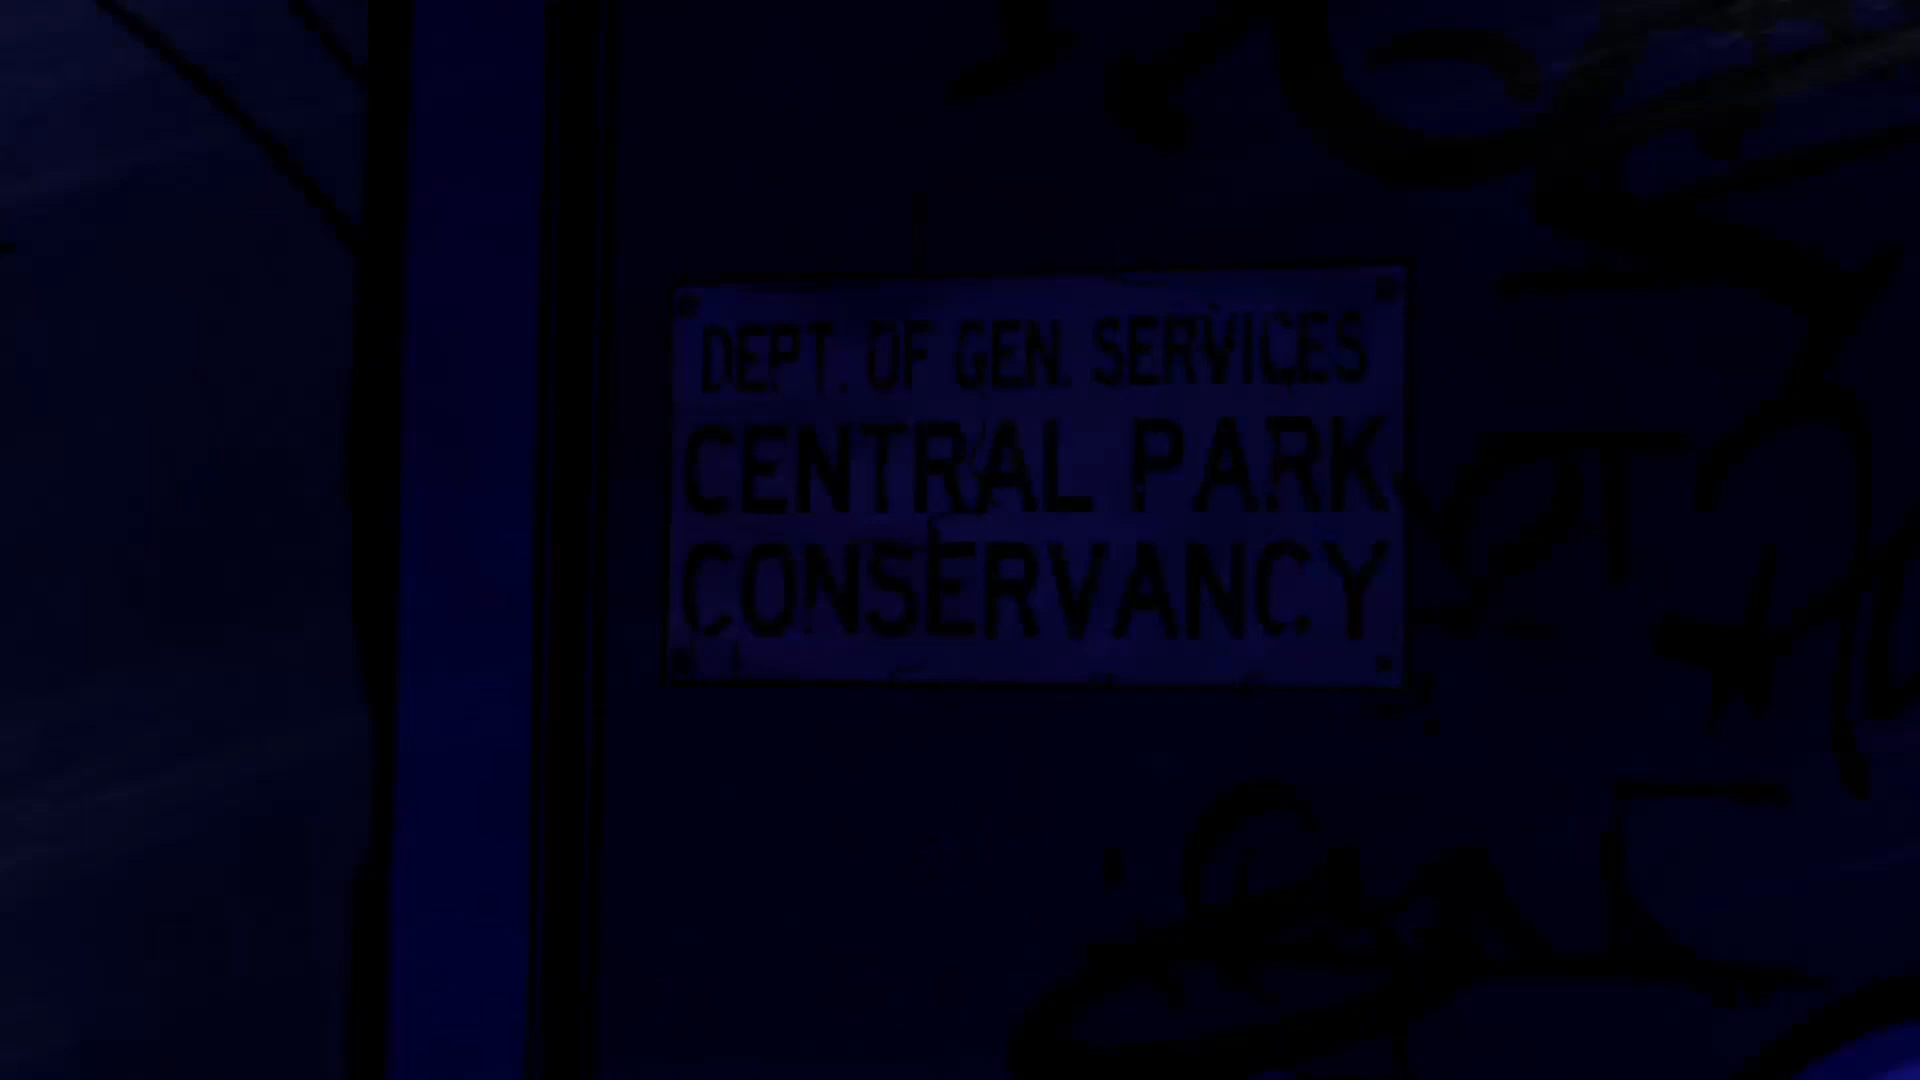 DEPT. OF GEN. SERVICES
CENTRAL PARK
CONSERVANCY